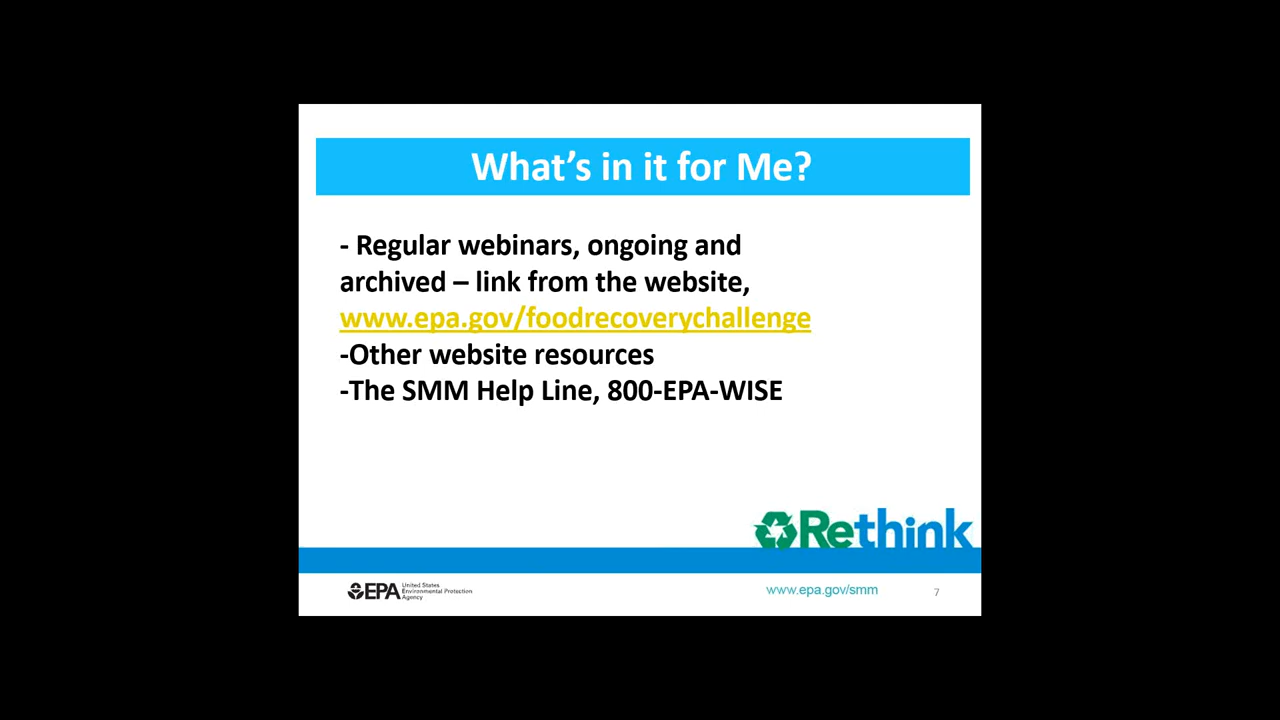 What's in it for Me?
- Regular webinars, ongoing and
archived – link from the website,
www.epa.gov/foodrecoverychallenge
-Other website resources
-The SMM Help Line, 800-EPA-WISE
Rethink
EPA
United States
Environmental Protection
Agency
www.epa.gov/smm
7